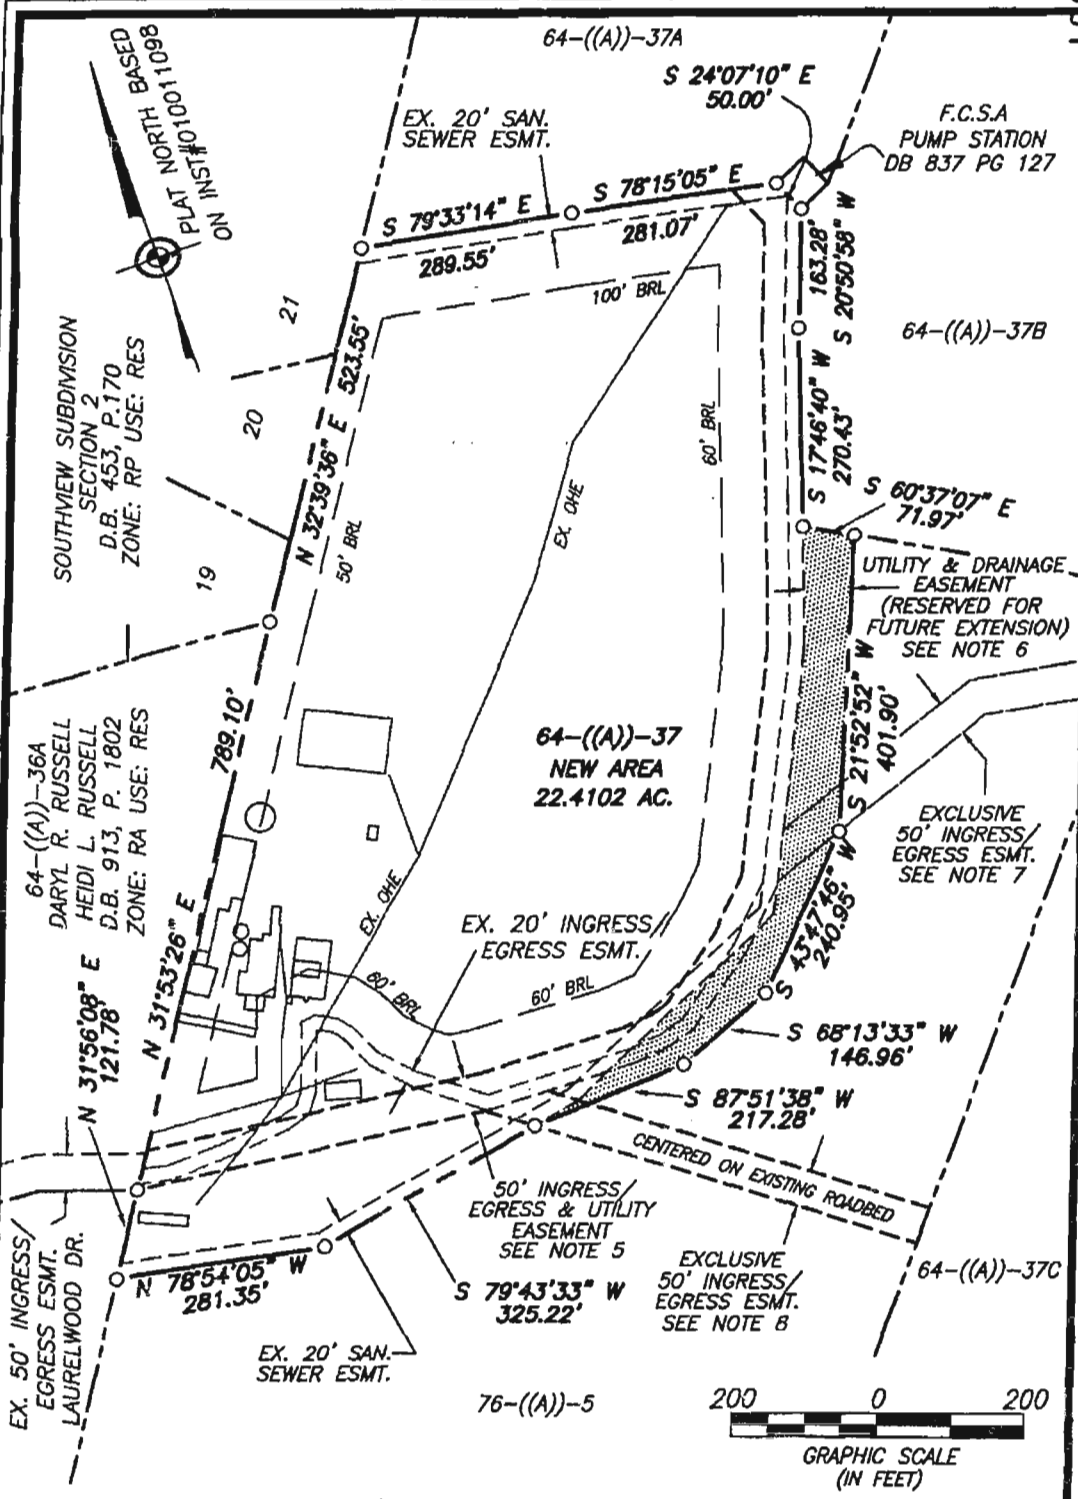 64-((A))-37A
S 24°07'10" E
50.00'
PLAT NORTH BASED
ON INST#010011098
EX. 20' SAN.
SEWER ESMT.
F.C.S.A
PUMP STATION
DB 837 PG 127
S 79°33'14" E
289.55'
S 78°15'05" E
281.07'
163.28'
S 20°50'58" W
100' BRL
21
20
19
SOUTHVIEW SUBDIVISION
SECTION 2
D.B. 453, P.170
ZONE: RP USE: RES
N 32°39'36" E 523.55'
50' BRL
EX. OHE
60' BRL
64-((A))-37B
S 17°46'40" W
270.43'
S 60°37'07" E
71.97'
UTILITY & DRAINAGE
EASEMENT
(RESERVED FOR
FUTURE EXTENSION)
SEE NOTE 6
64-((A))-36A
DARYL R. RUSSELL
HEIDI L. RUSSELL
D.B. 913, P. 1802
ZONE: RA USE: RES
789.10'
N 31°53'26" E
64-((A))-37
NEW AREA
22.4102 AC.
S 21°52'52" W
401.90'
EXCLUSIVE
50' INGRESS/
EGRESS ESMT.
SEE NOTE 7
EX. OHE
EX. 20' INGRESS/
EGRESS ESMT.
60' BRL
60' BRL
S 43°47'46" W
240.95'
N 31°56'08" E
121.78'
S 68°13'33" W
146.96'
S 87°51'38" W
217.28'
CENTERED ON EXISTING ROADBED
50' INGRESS/
EGRESS & UTILITY
EASEMENT
SEE NOTE 5
EX. 50' INGRESS/
EGRESS ESMT.
LAURELWOOD DR.
N 78°54'05" W
281.35'
S 79°43'33" W
325.22'
EXCLUSIVE
50' INGRESS/
EGRESS ESMT.
SEE NOTE 8
64-((A))-37C
EX. 20' SAN.
SEWER ESMT.
76-((A))-5
200 0 200
GRAPHIC SCALE
(IN FEET)